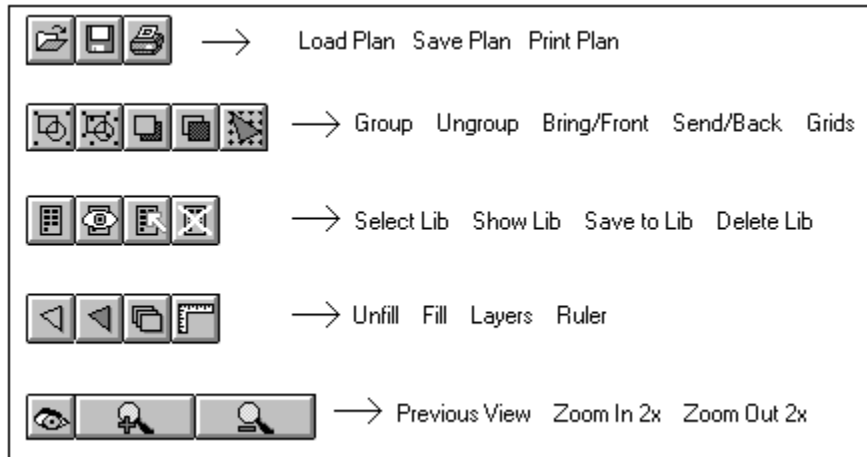 Load Plan Save Plan Print Plan
Group Ungroup Bring/Front Send/Back Grids
Select Lib Show Lib Save to Lib Delete Lib
Unfill Fill Layers Ruler
Previous View Zoom In 2x Zoom Out 2x